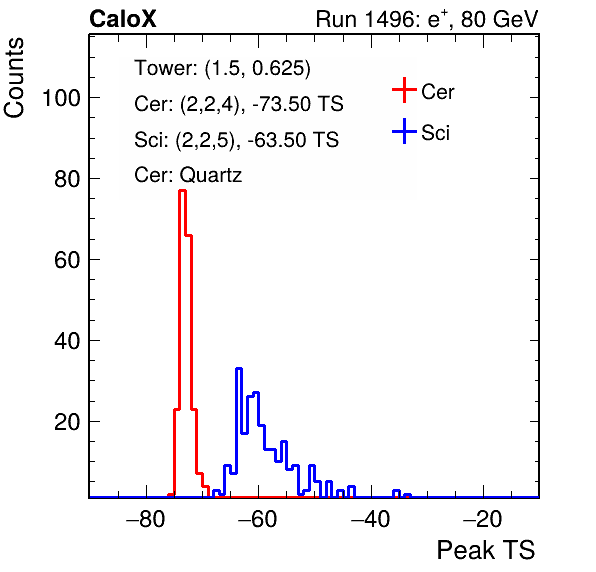 CaloX Run 1496: e+, 80 GeV
Counts
Tower: (1.5, 0.625)
Cer: (2,2,4), -73.50 TS
Sci: (2,2,5), -63.50 TS
Cer: Quartz
Cer
Sci
100
80
60
40
20
−80 −60 −40 −20
Peak TS